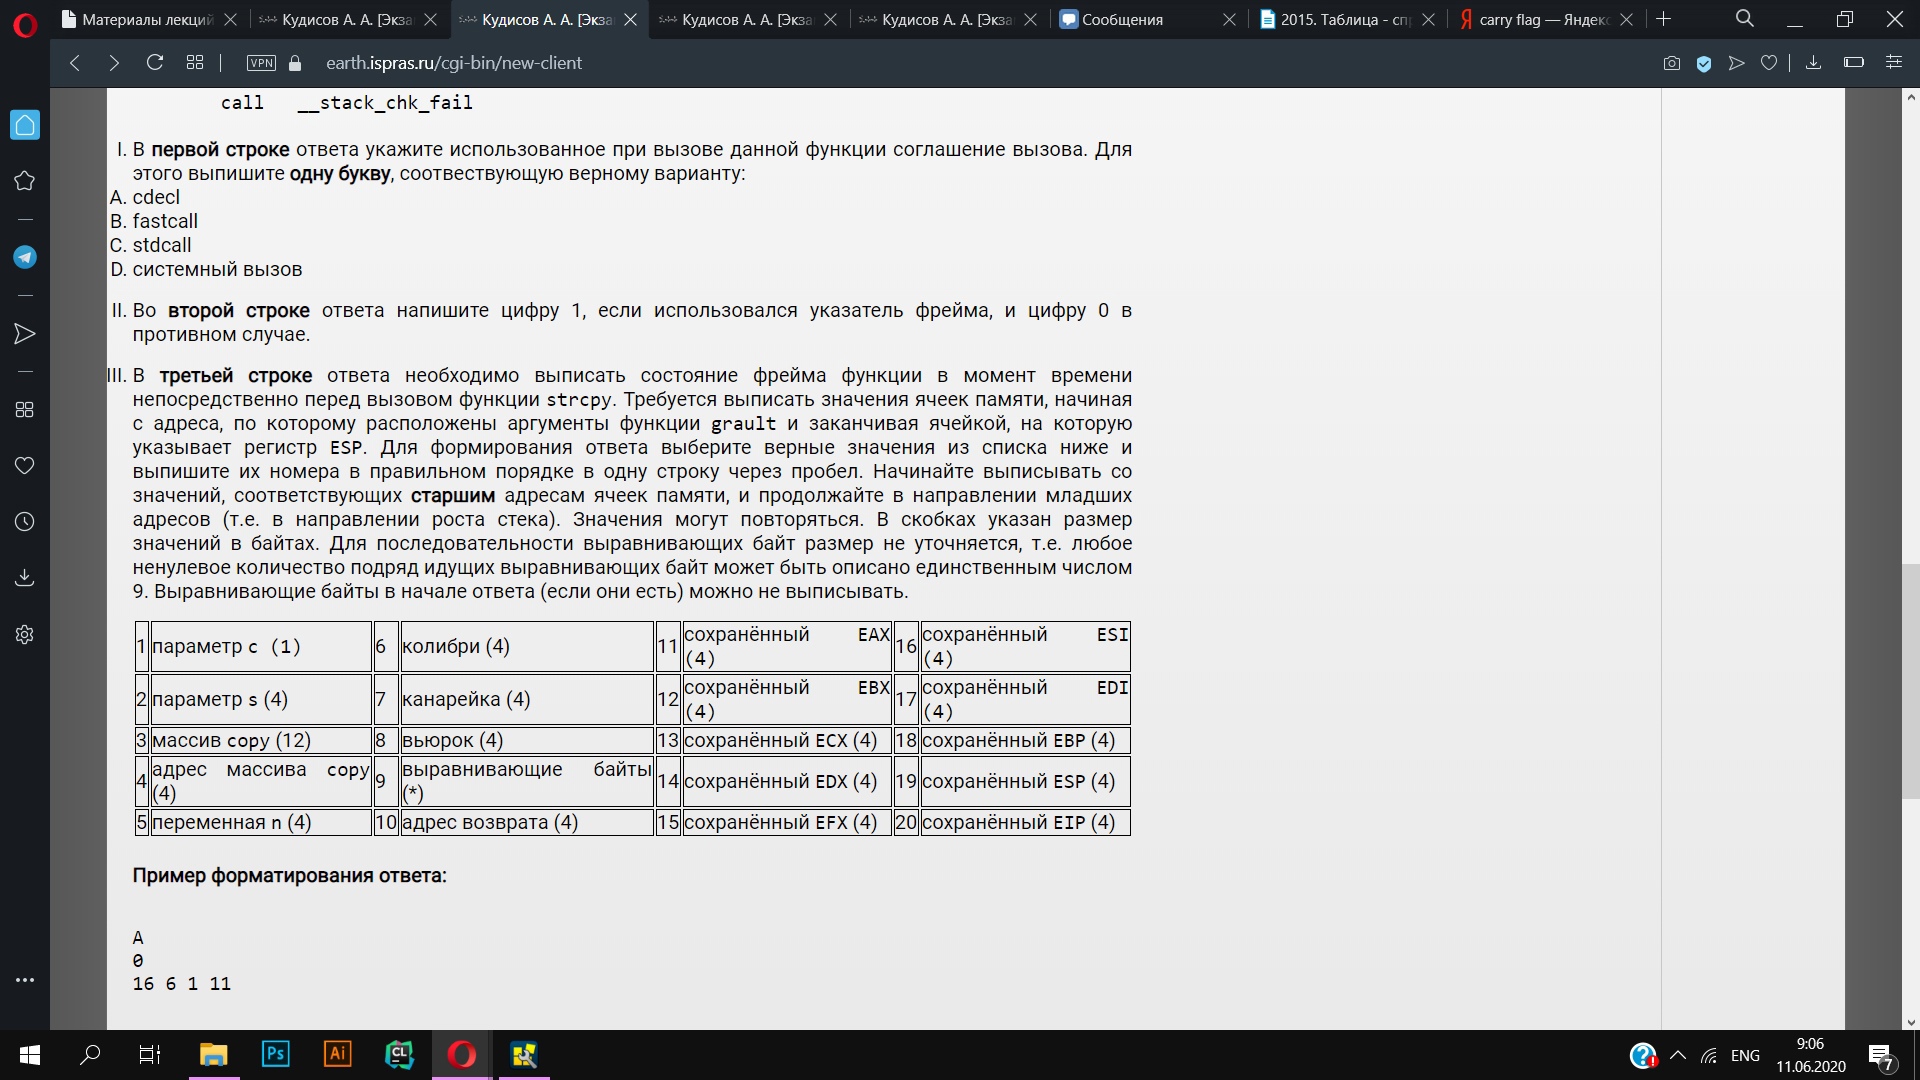 Материалы лекций
Кудисов А. А. [Экза
Кудисов А. А. [Экза
Кудисов А. А. [Экза
Кудисов А. А. [Экза
Сообщения
2015. Таблица - сп
carry flag — Яндекс
VPN
earth.ispras.ru/cgi-bin/new-client
call __stack_chk_fail
I. В первой строке ответа укажите использованное при вызове данной функции соглашение вызова. Для
этого выпишите одну букву, соотвествующую верному варианту:
A. cdecl
B. fastcall
C. stdcall
D. системный вызов
II. Во второй строке ответа напишите цифру 1, если использовался указатель фрейма, и цифру 0 в
противном случае.
III. В третьей строке ответа необходимо выписать состояние фрейма функции в момент времени
непосредственно перед вызовом функции strcpy. Требуется выписать значения ячеек памяти, начиная
с адреса, по которому расположены аргументы функции grault и заканчивая ячейкой, на которую
указывает регистр ESP. Для формирования ответа выберите верные значения из списка ниже и
выпишите их номера в правильном порядке в одну строку через пробел. Начинайте выписывать со
значений, соответствующих старшим адресам ячеек памяти, и продолжайте в направлении младших
адресов (т.е. в направлении роста стека). Значения могут повторяться. В скобках указан размер
значений в байтах. Для последовательности выравнивающих байт размер не уточняется, т.е. любое
ненулевое количество подряд идущих выравнивающих байт может быть описано единственным числом
9. Выравнивающие байты в начале ответа (если они есть) можно не выписывать.
1 параметр c (1) 6 колибри (4) 11 сохранённый EAX (4) 16 сохранённый ESI (4)
2 параметр s (4) 7 канарейка (4) 12 сохранённый EBX (4) 17 сохранённый EDI (4)
3 массив copy (12) 8 вьюрок (4) 13 сохранённый ECX (4) 18 сохранённый EBP (4)
4 адрес массива copy (4) 9 выравнивающие байты (*) 14 сохранённый EDX (4) 19 сохранённый ESP (4)
5 переменная n (4) 10 адрес возврата (4) 15 сохранённый EFX (4) 20 сохранённый EIP (4)
Пример форматирования ответа:
A
0
16 6 1 11
Ps
Ai
CL
ENG
9:06
11.06.2020
7